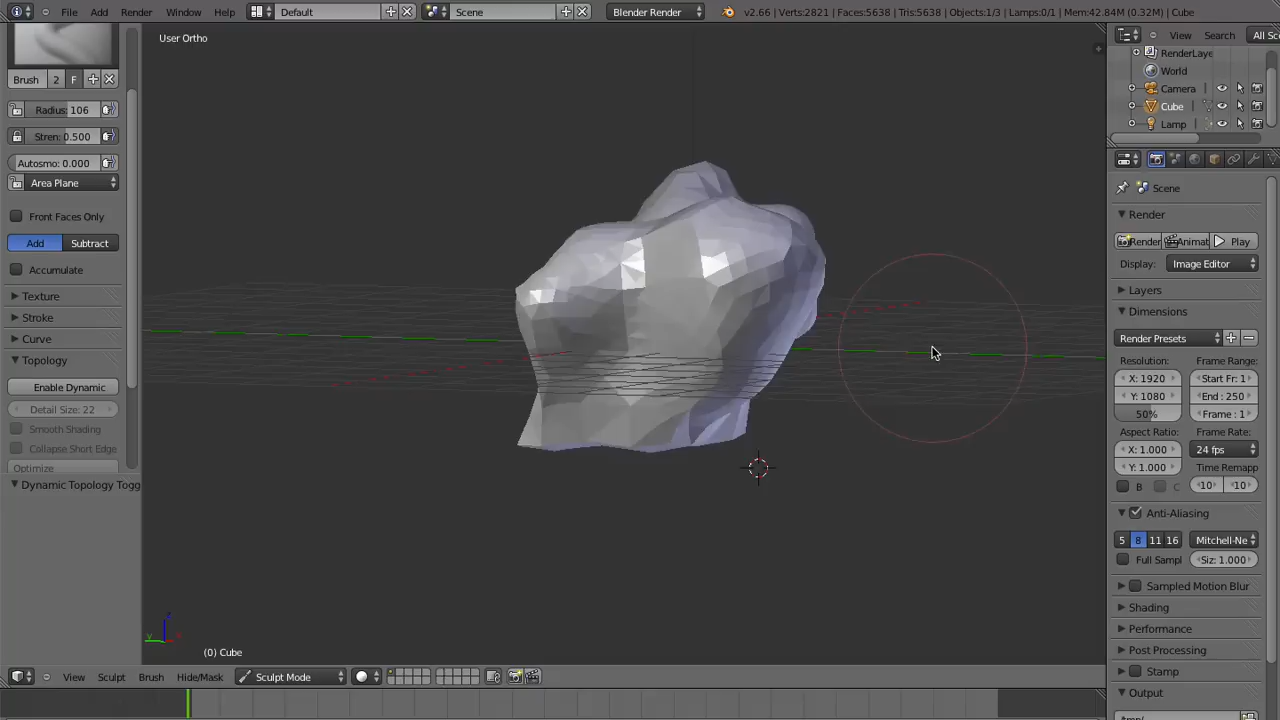 File Add Render Window Help Default Scene Blender Render v2.66 | Verts:2821 | Faces:5638 | Tris:5638 | Objects:1/3 | Lamps:0/1 | Mem:42.84M (0.32M) | Cube
User Ortho
View Search All Sc
RenderLaye
World
Camera
Cube
Lamp
Brush 2 F
Radius: 106
Stren: 0.500
Autosmo: 0.000
Area Plane
Front Faces Only
Add Subtract
Accumulate
Texture
Stroke
Curve
Topology
Enable Dynamic
Detail Size: 22
Smooth Shading
Collapse Short Edge
Optimize
Dynamic Topology Togg
Scene
Render
Render Animat Play
Display: Image Editor
Layers
Dimensions
Render Presets
Resolution: Frame Range:
X: 1920 Start Fr: 1
Y: 1080 End : 250
50% Frame : 1
Aspect Ratio: Frame Rate:
X: 1.000 24 fps
Y: 1.000 Time Remapp
B C 10 10
Anti-Aliasing
5 8 11 16 Mitchell-Ne
Full Sampl Siz: 1.000
Sampled Motion Blur
Shading
Performance
Post Processing
Stamp
Output
z
y x
(0) Cube
View Sculpt Brush Hide/Mask Sculpt Mode